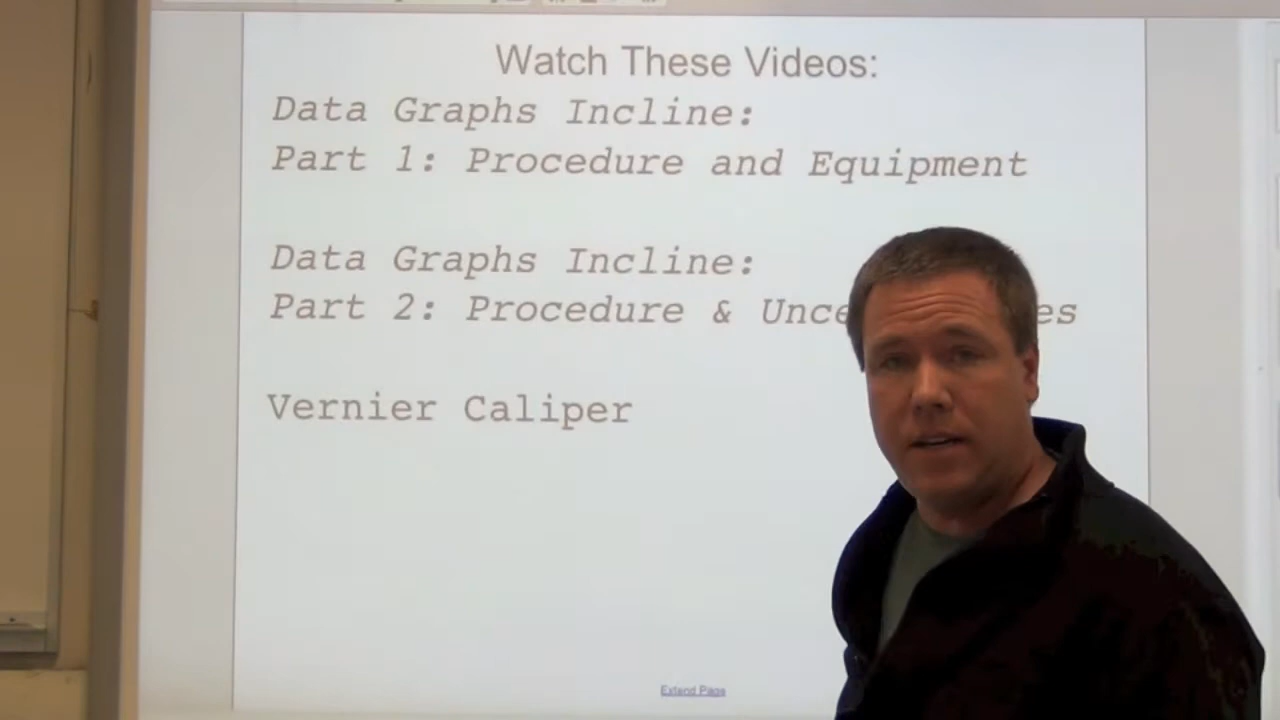 Watch These Videos:
Data Graphs Incline:
Part 1: Procedure and Equipment
Data Graphs Incline:
Part 2: Procedure &
Vernier Caliper
Extend Page